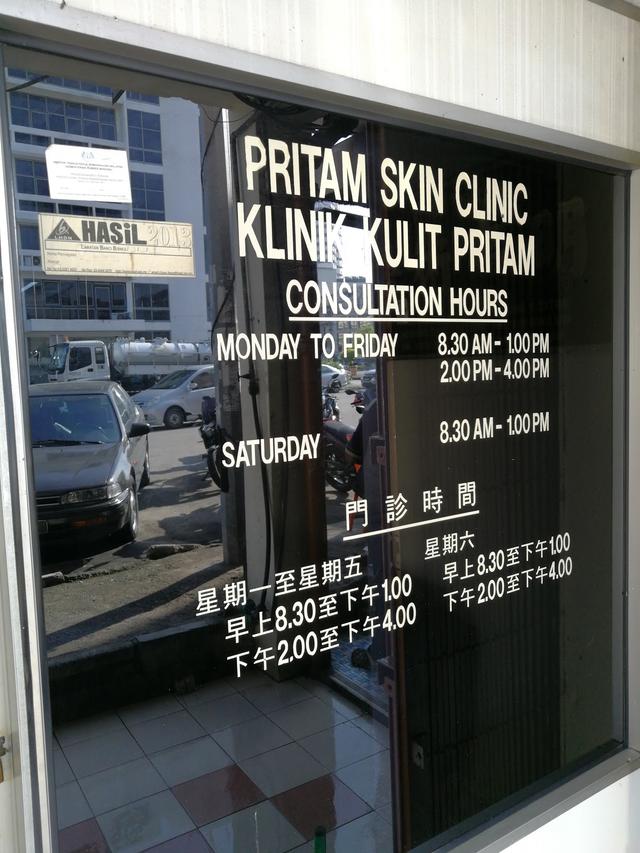 HASiL 2013
PRITAM SKIN CLINIC
KLINIK KULIT PRITAM
CONSULTATION HOURS
MONDAY TO FRIDAY 8.30 AM - 1.00 PM
2.00 PM - 4.00 PM
SATURDAY 8.30 AM - 1.00 PM
門診時間
星期一至星期五
早上8.30至下午1.00
下午2.00至下午4.00
星期六
早上8.30至下午1.00
下午2.00至下午4.00